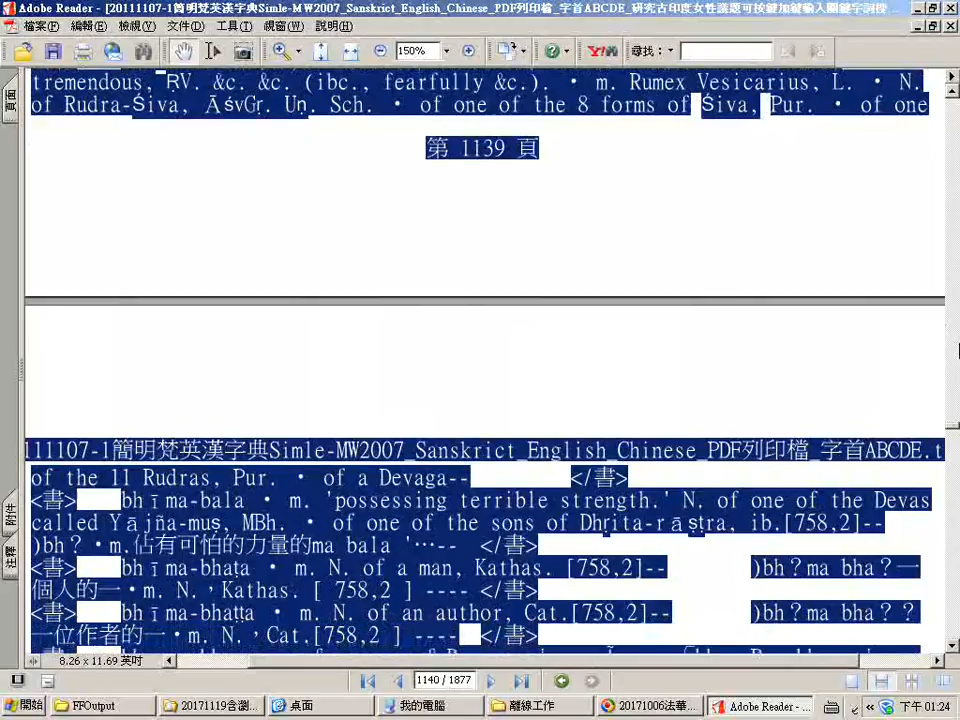 Adobe Reader - [20111107-1簡明梵英漢字典Simle-MW2007_Sanskrict_English_Chinese_PDF列印檔_字首ABCDE_研究古印度女性議題可按鍵加鍵輸入關鍵字詞搜
檔案(F) 編輯(E) 檢視(V) 文件(D) 工具(T) 視窗(W) 說明(H)
150% 尋找：
頁面
tremendous, ṚV. &c. &c. (ibc., fearfully &c.). • m. Rumex Vesicarius, L. • N.
of Rudra-Śiva, ĀśvGṛ. Uṇ. Sch. • of one of the 8 forms of Śiva, Pur. • of one
第 1139 頁
111107-1簡明梵英漢字典Simle-MW2007_Sanskrict_English_Chinese_PDF列印檔_字首ABCDE.t
of the 11 Rudras, Pur. • of a Devaga-- </書>
<書> bhīma-bala • m. 'possessing terrible strength.' N. of one of the Devas
called Yājña-muṣ, MBh. • of one of the sons of Dhṛita-rāṣṭra, ib.[758,2]--
)bh？•m.佔有可怕的力量的ma bala '…-- </書>
<書> bhīma-bhaṭa • m. N. of a man, Kathas. [758,2]-- )bh？ma bha？一
個人的一•m. N.，Kathas. [ 758,2 ] ---- </書>
<書> bhīma-bhaṭṭa • m. N. of an author, Cat.[758,2]-- )bh？ma bha？？
一位作者的一•m. N.，Cat.[758,2 ] ---- </書>
附件
注釋
8.26 x 11.69 英吋
1140 / 1877
開始 FFOutput 20171119含瀏... 桌面 我的電腦 離線工作 20171006法華... Adobe Reader - ... 下午 01:24